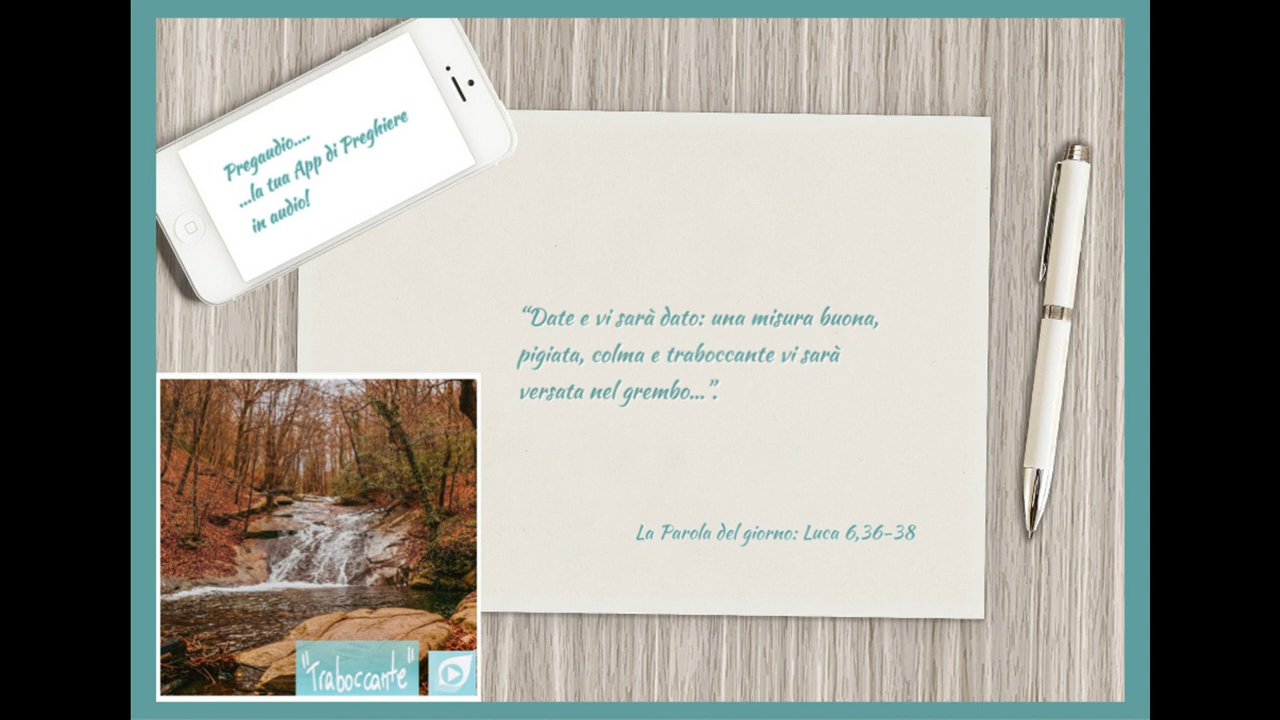 Pregaudio....
...la tua App di Preghiere
in audio!
“Date e vi sarà dato: una misura buona,
pigiata, colma e traboccante vi sarà
versata nel grembo...”.
La Parola del giorno: Luca 6,36-38
"Traboccante"